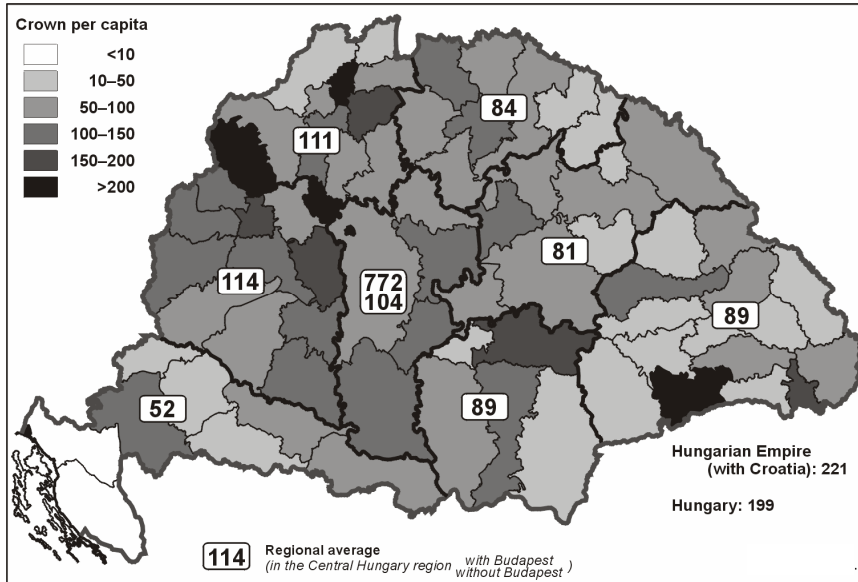 Crown per capita
<10
10–50
50–100
100–150
150–200
>200
84
111
81
114
772
104
89
52
89
Hungarian Empire
(with Croatia): 221
Hungary: 199
114 Regional average
(in the Central Hungary region with Budapest
without Budapest )